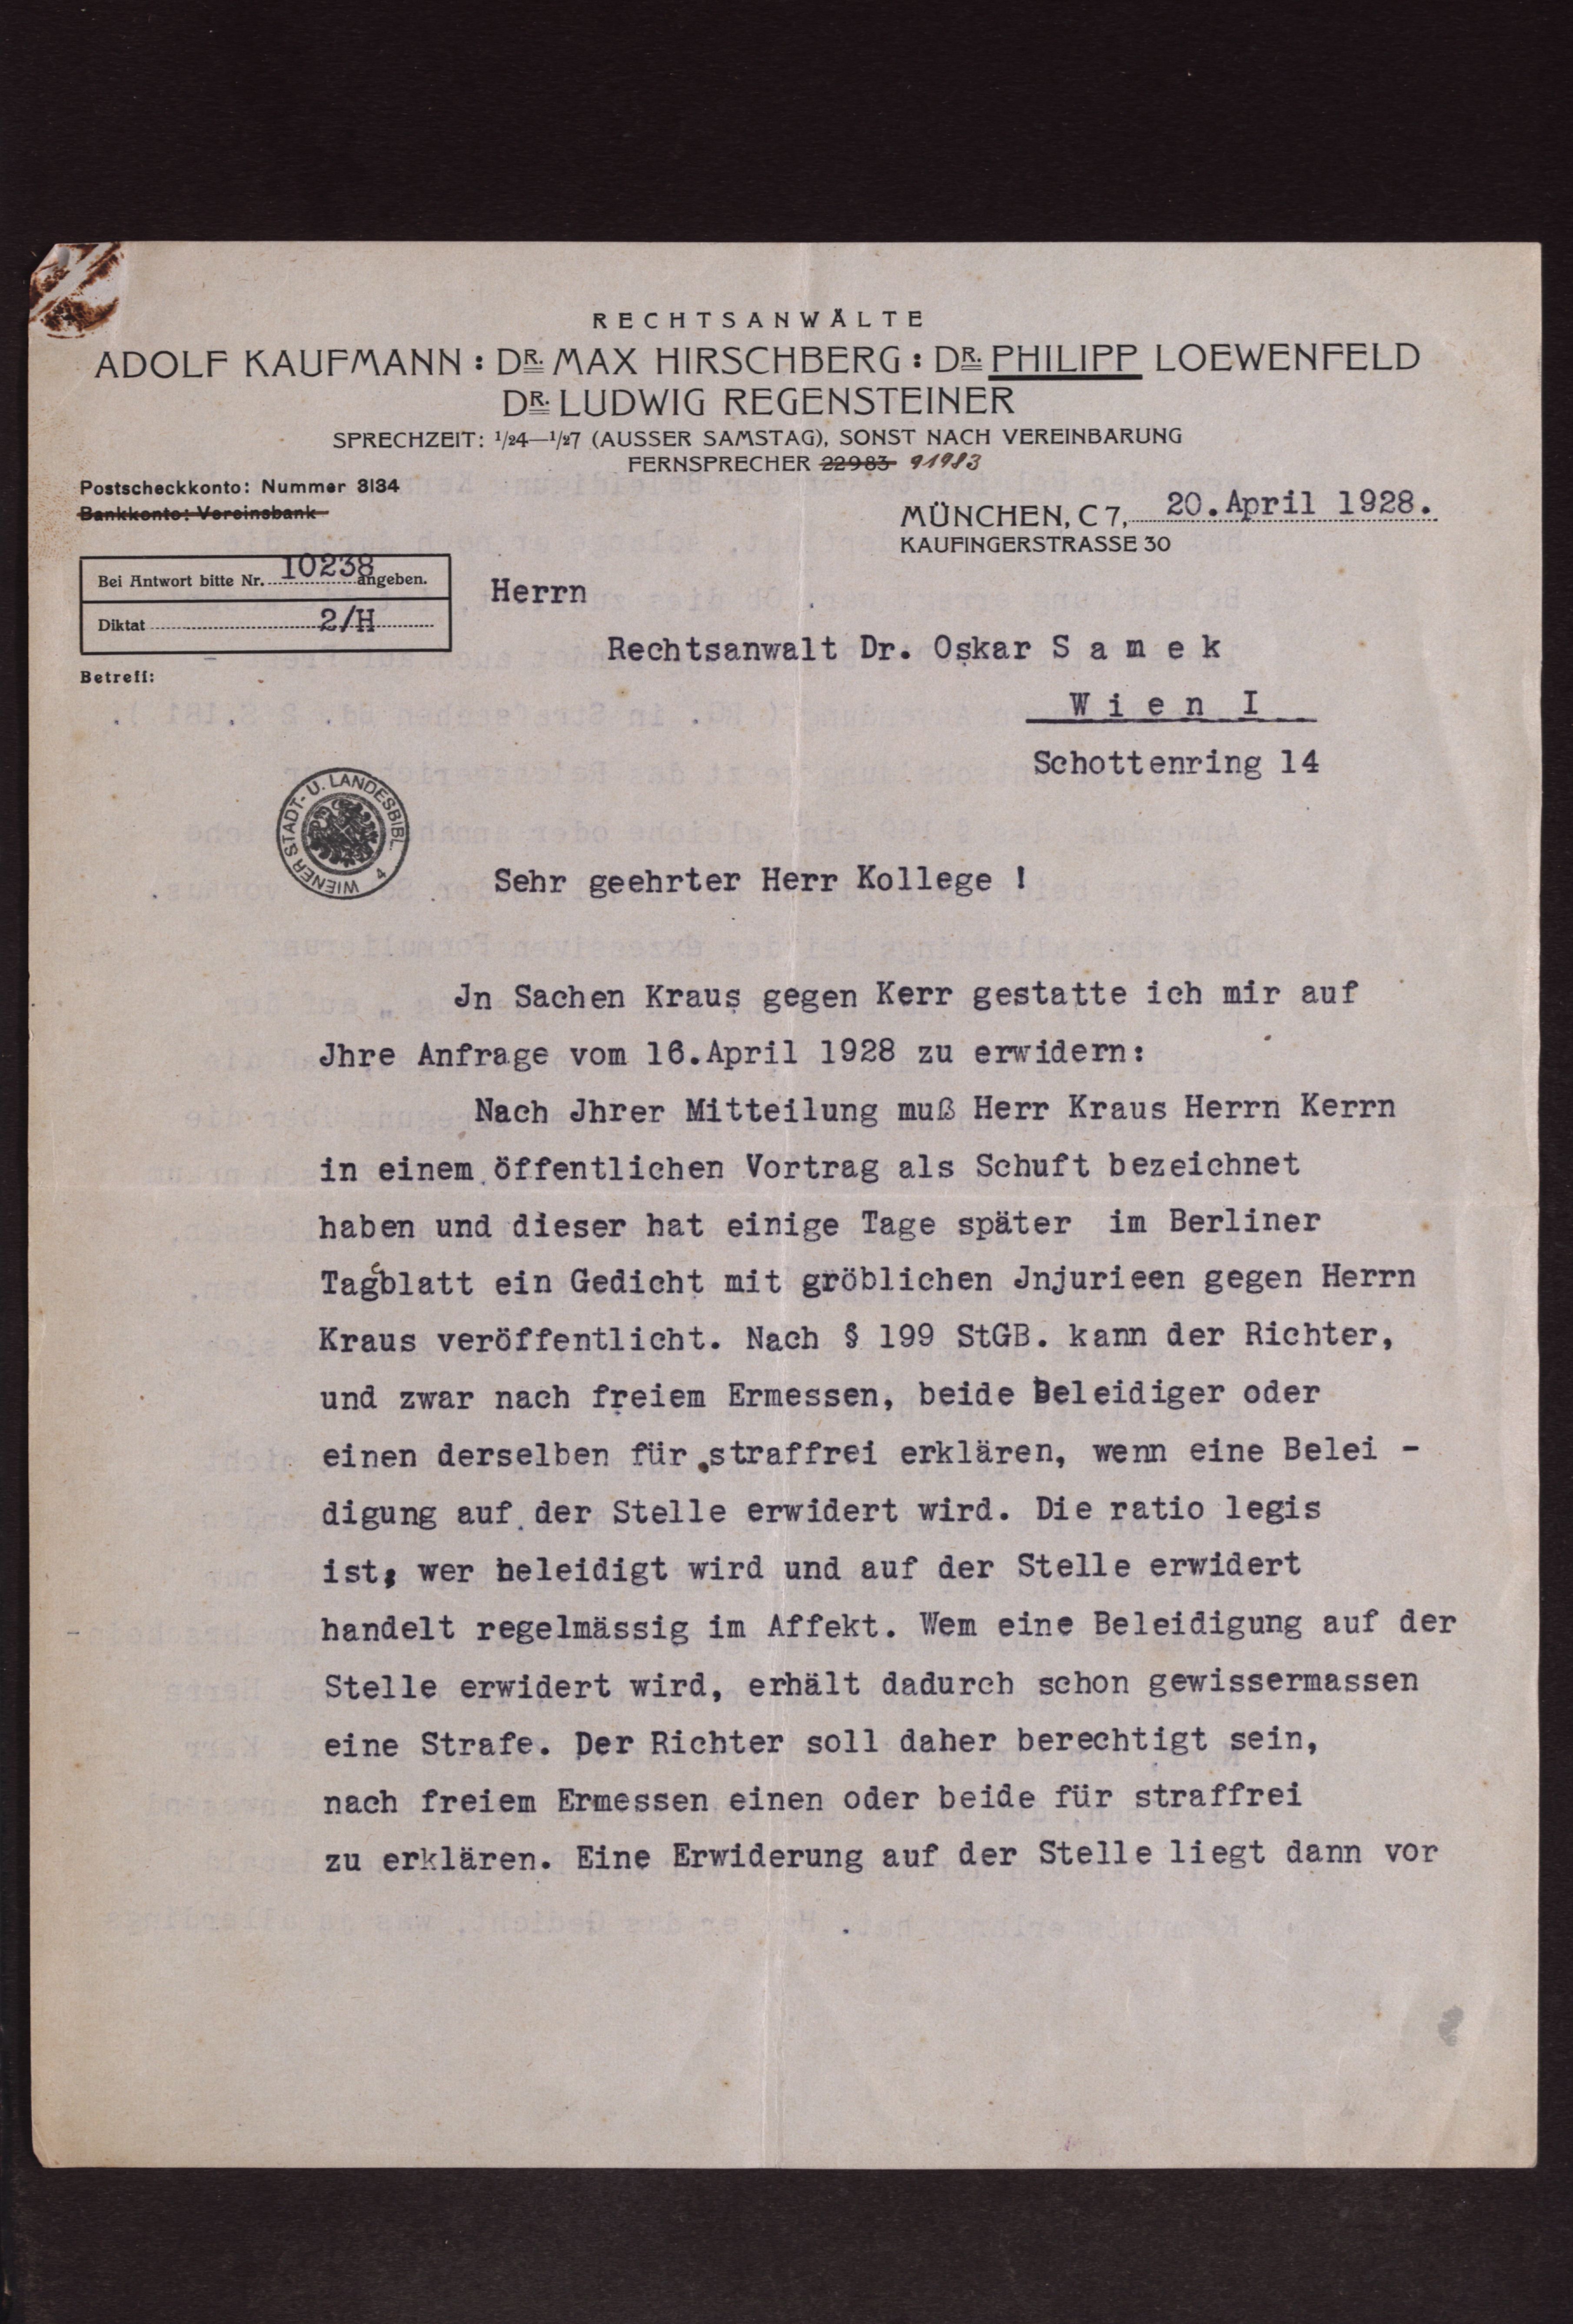 RECHTSANWÄLTE
ADOLF KAUFMANN : DR. MAX HIRSCHBERG : DR. PHILIPP LOEWENFELD
DR. LUDWIG REGENSTEINER
SPRECHZEIT: 1/24—1/27 (AUSSER SAMSTAG), SONST NACH VEREINBARUNG
FERNSPRECHER 22983 91983
Postscheckkonto: Nummer 3134
Bankkonto: Vereinsbank
MÜNCHEN, C 7, 20.April 1928.
KAUFINGERSTRASSE 30
Bei Antwort bitte Nr. 10238 angeben.
Diktat 2/H
Betreff:
Herrn
Rechtsanwalt Dr. Oskar S a m e k
W i e n I
Schottenring 14
WIENER STADT- U. LANDESBIBL. 4
Sehr geehrter Herr Kollege !
Jn Sachen Kraus gegen Kerr gestatte ich mir auf
Jhre Anfrage vom 16.April 1928 zu erwidern:
Nach Jhrer Mitteilung muß Herr Kraus Herrn Kerrn
in einem öffentlichen Vortrag als Schuft bezeichnet
haben und dieser hat einige Tage später im Berliner
Tageblatt ein Gedicht mit gröblichen Jnjurieen gegen Herrn
Kraus veröffentlicht. Nach § 199 StGB. kann der Richter,
und zwar nach freiem Ermessen, beide Beleidiger oder
einen derselben für straffrei erklären, wenn eine Belei -
digung auf der Stelle erwidert wird. Die ratio legis
ist: wer beleidigt wird und auf der Stelle erwidert
handelt regelmässig im Affekt. Wem eine Beleidigung auf der
Stelle erwidert wird, erhält dadurch schon gewissermassen
eine Strafe. Der Richter soll daher berechtigt sein,
nach freiem Ermessen einen oder beide für straffrei
zu erklären. Eine Erwiderung auf der Stelle liegt dann vor